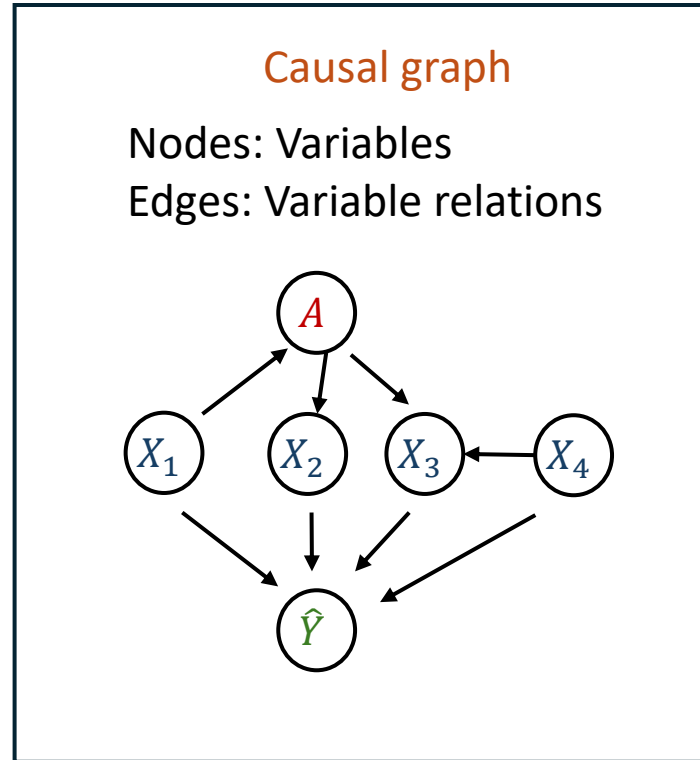 Causal graph
Nodes: Variables
Edges: Variable relations
A
X₁ X₂ X₃ X₄
Ŷ